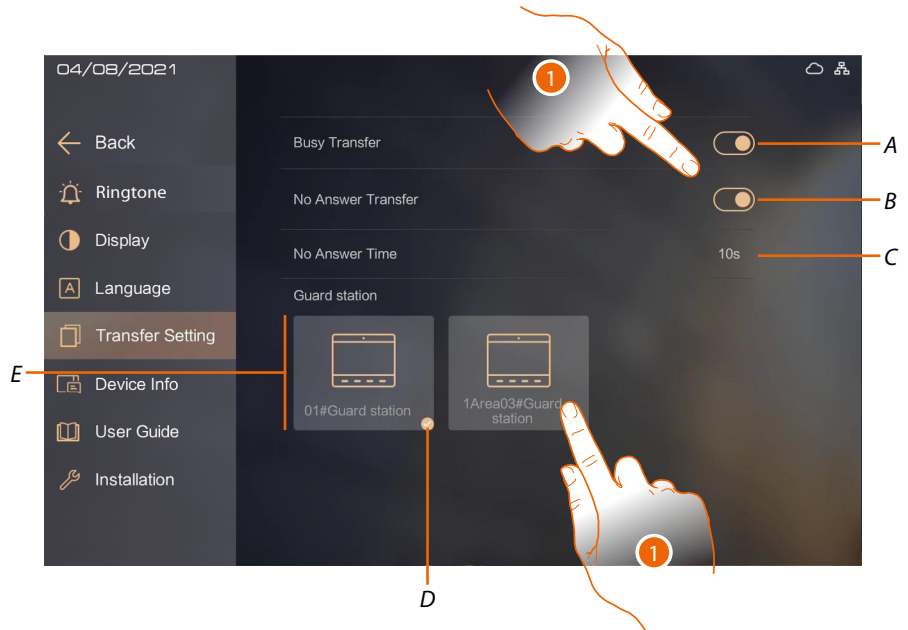 1
04/08/2021
Back
Busy Transfer
A
Ringtone
No Answer Transfer
B
Display
No Answer Time
10s
C
Language
Guard station
Transfer Setting
E
Device Info
01#Guard station
1Area03#Guard
station
User Guide
Installation
1
D